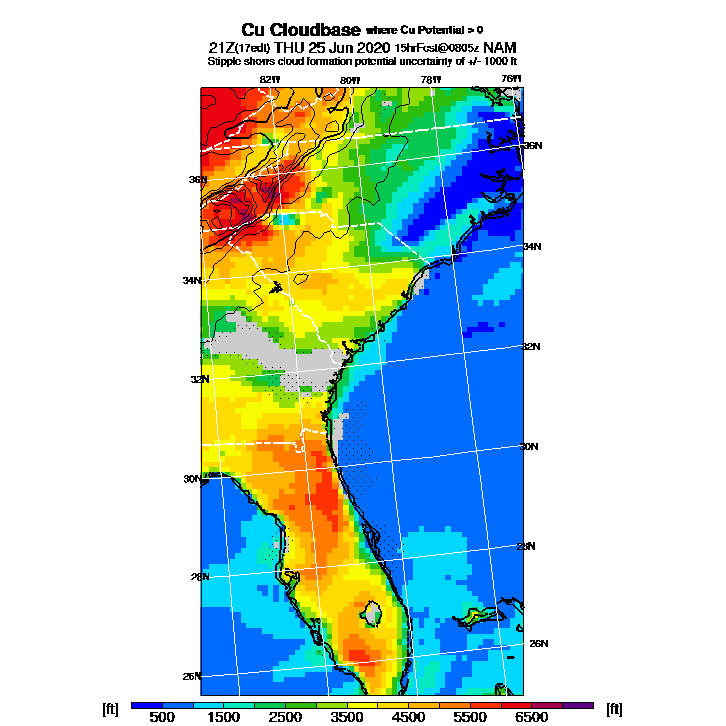 Cu Cloudbase where Cu Potential > 0
21Z(17edt) THU 25 Jun 2020 15hrFcst@0805z NAM
Stipple shows cloud formation potential uncertainty of +/- 1000 ft
82W 80W 78W 76W
36N
36N
34N
34N
32N
32N
30N
30N
28N
28N
26N
26N
[ft] [ft]
500 1500 2500 3500 4500 5500 6500